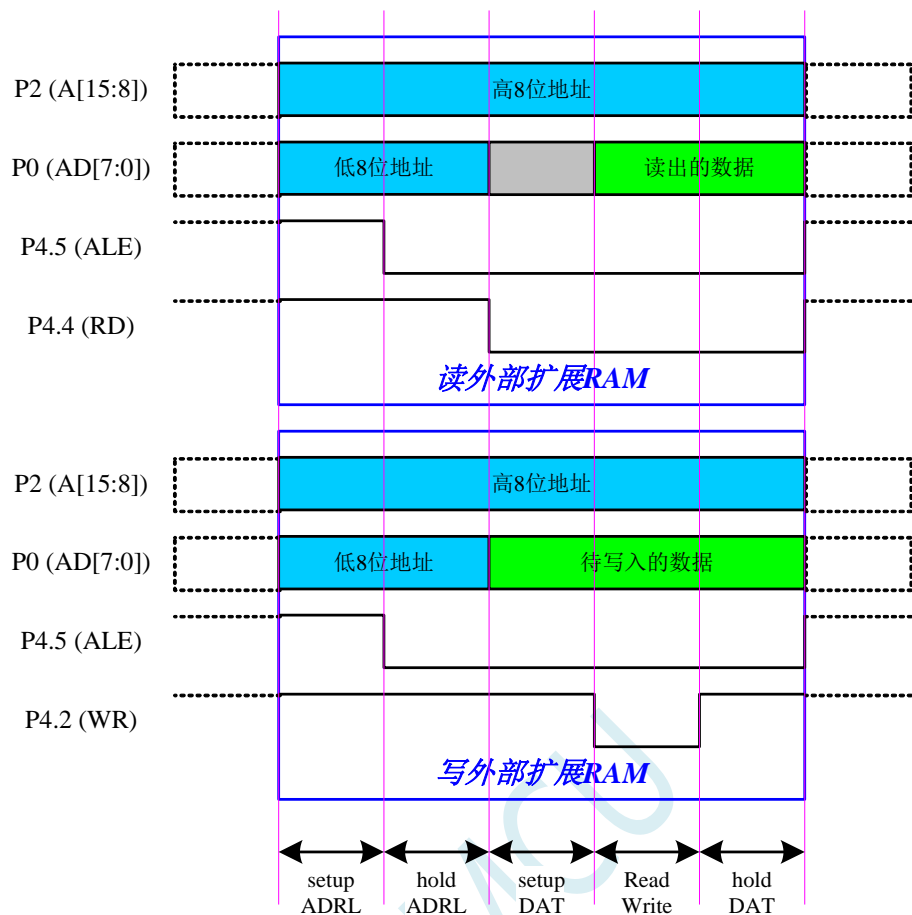 P2 (A[15:8])
高8位地址
P0 (AD[7:0])
低8位地址
读出的数据
P4.5 (ALE)
P4.4 (RD)
读外部扩展RAM
P2 (A[15:8])
高8位地址
P0 (AD[7:0])
低8位地址
待写入的数据
P4.5 (ALE)
P4.2 (WR)
写外部扩展RAM
MCU
setup
ADRL
hold
ADRL
setup
DAT
Read
Write
hold
DAT